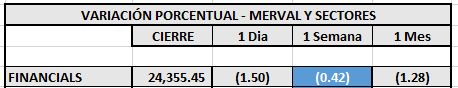 VARIACIÓN PORCENTUAL - MERVAL Y SECTORES
CIERRE 1 Dia 1 Semana 1 Mes
FINANCIALS 24,355.45 (1.50) (0.42) (1.28)